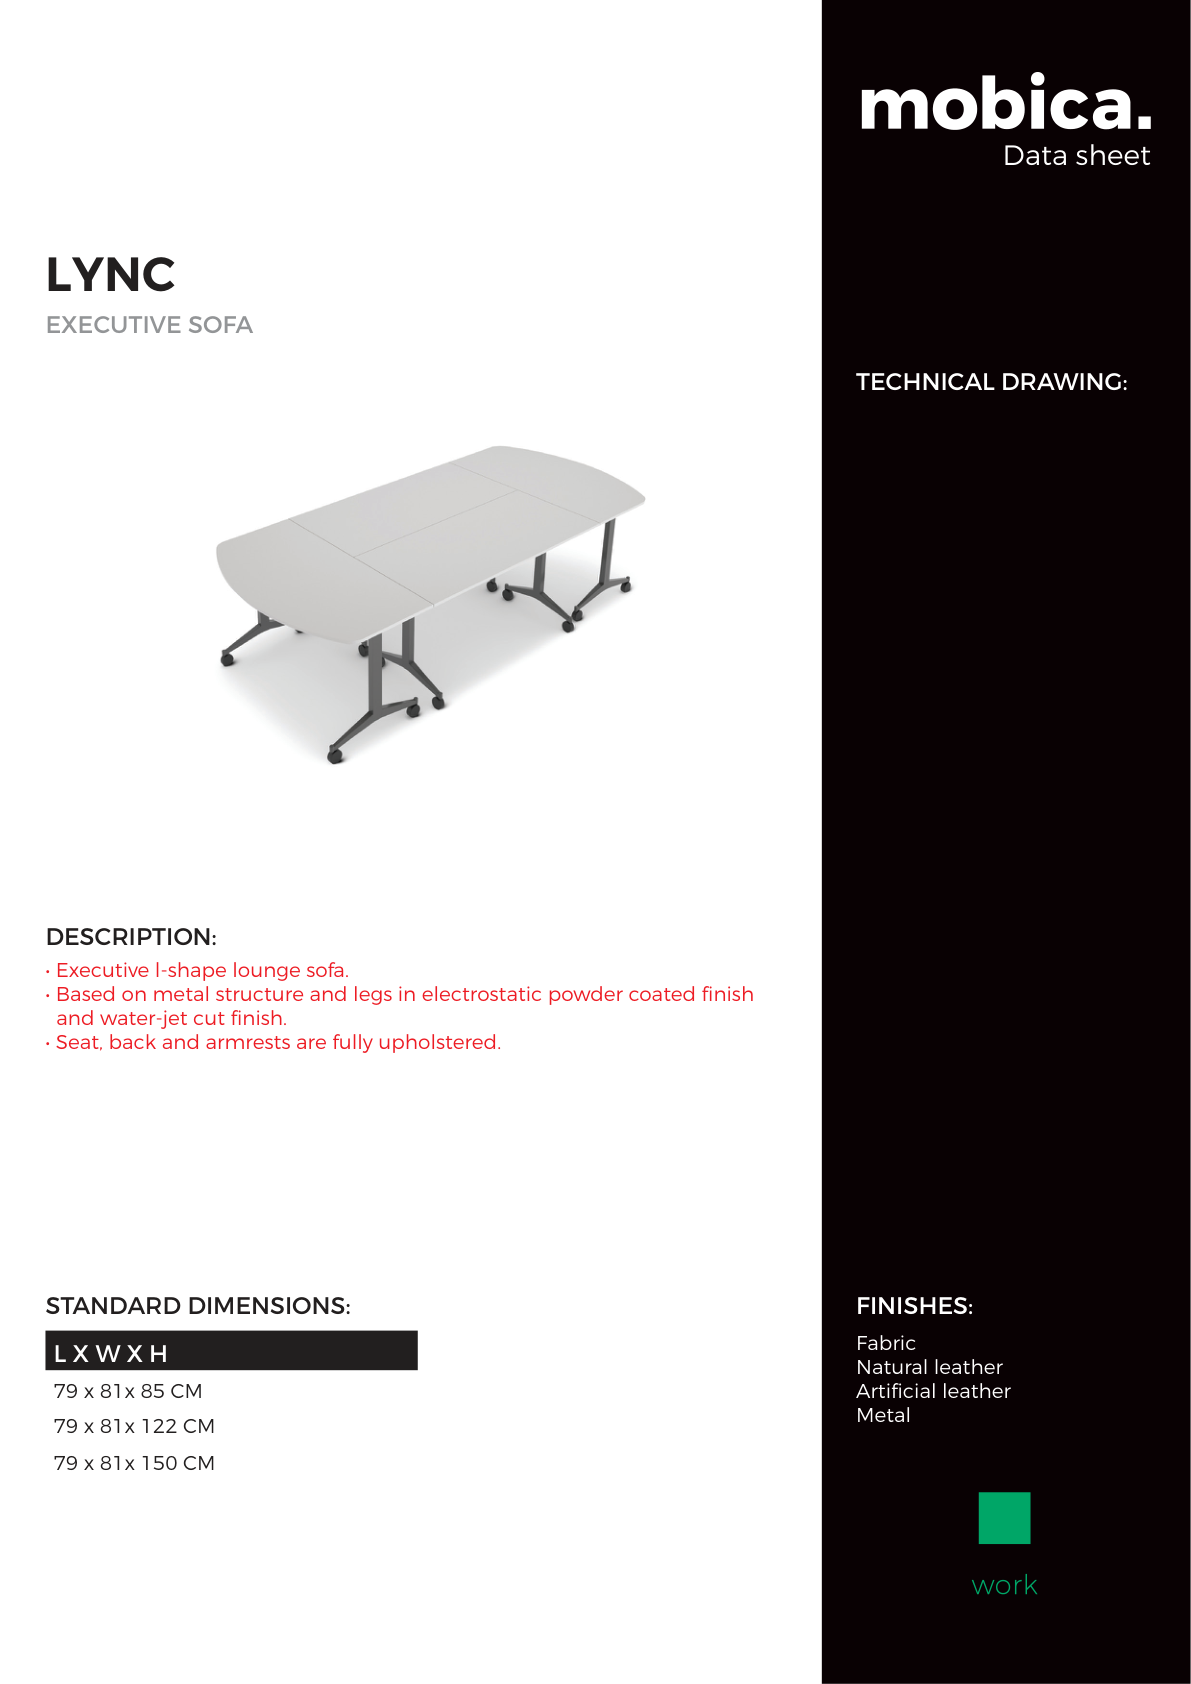 mobica.
Data sheet
LYNC
EXECUTIVE SOFA
TECHNICAL DRAWING:
DESCRIPTION:
• Executive l-shape lounge sofa.
• Based on metal structure and legs in electrostatic powder coated finish
and water-jet cut finish.
• Seat, back and armrests are fully upholstered.
STANDARD DIMENSIONS:
L X W X H
79 x 81x 85 CM
79 x 81x 122 CM
79 x 81x 150 CM
FINISHES:
Fabric
Natural leather
Artificial leather
Metal
work